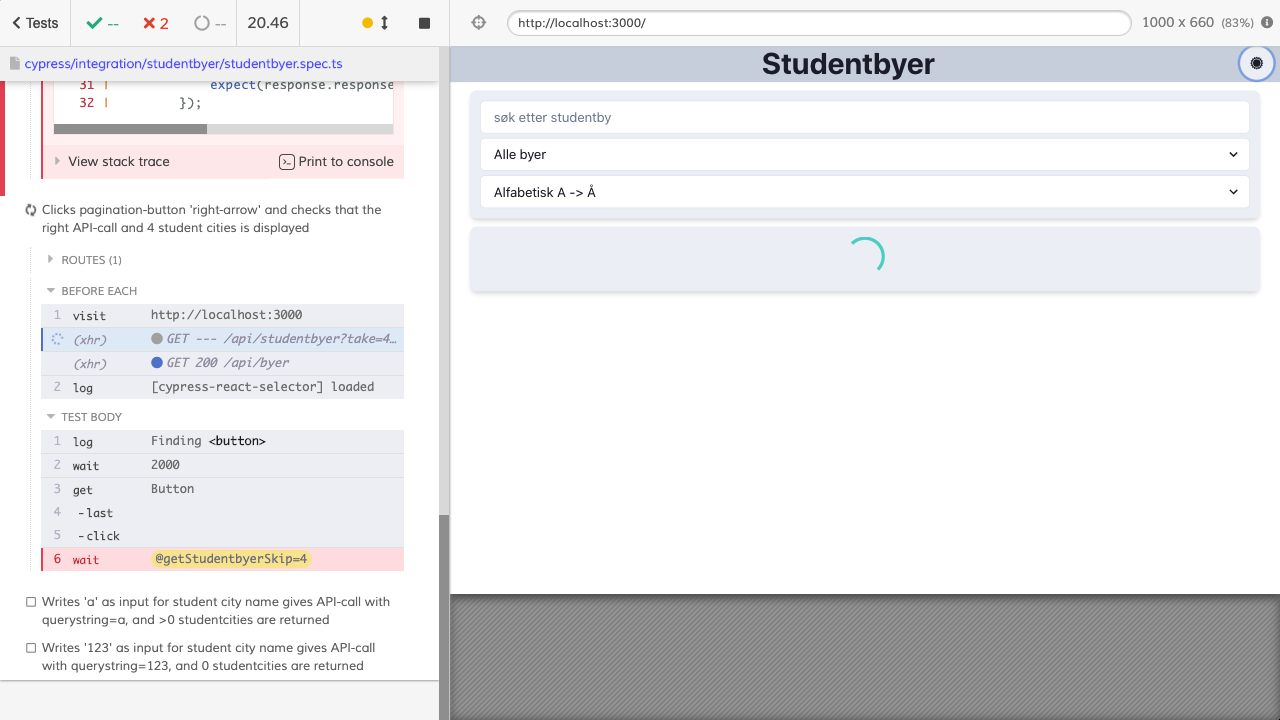 Tests
--
2
--
20.46
http://localhost:3000/
1000 x 660 (83%)
cypress/integration/studentbyer/studentbyer.spec.ts
31 | expect(response.response
32 | });
View stack trace
Print to console
Clicks pagination-button 'right-arrow' and checks that the
right API-call and 4 student cities is displayed
ROUTES (1)
BEFORE EACH
1 visit http://localhost:3000
(xhr) GET --- /api/studentbyer?take=4…
(xhr) GET 200 /api/byer
2 log [cypress-react-selector] loaded
TEST BODY
1 log Finding <button>
2 wait 2000
3 get Button
4 -last
5 -click
6 wait @getStudentbyerSkip=4
Writes 'a' as input for student city name gives API-call with
querystring=a, and >0 studentcities are returned
Writes '123' as input for student city name gives API-call
with querystring=123, and 0 studentcities are returned
Studentbyer
søk etter studentby
Alle byer
Alfabetisk A -> Å